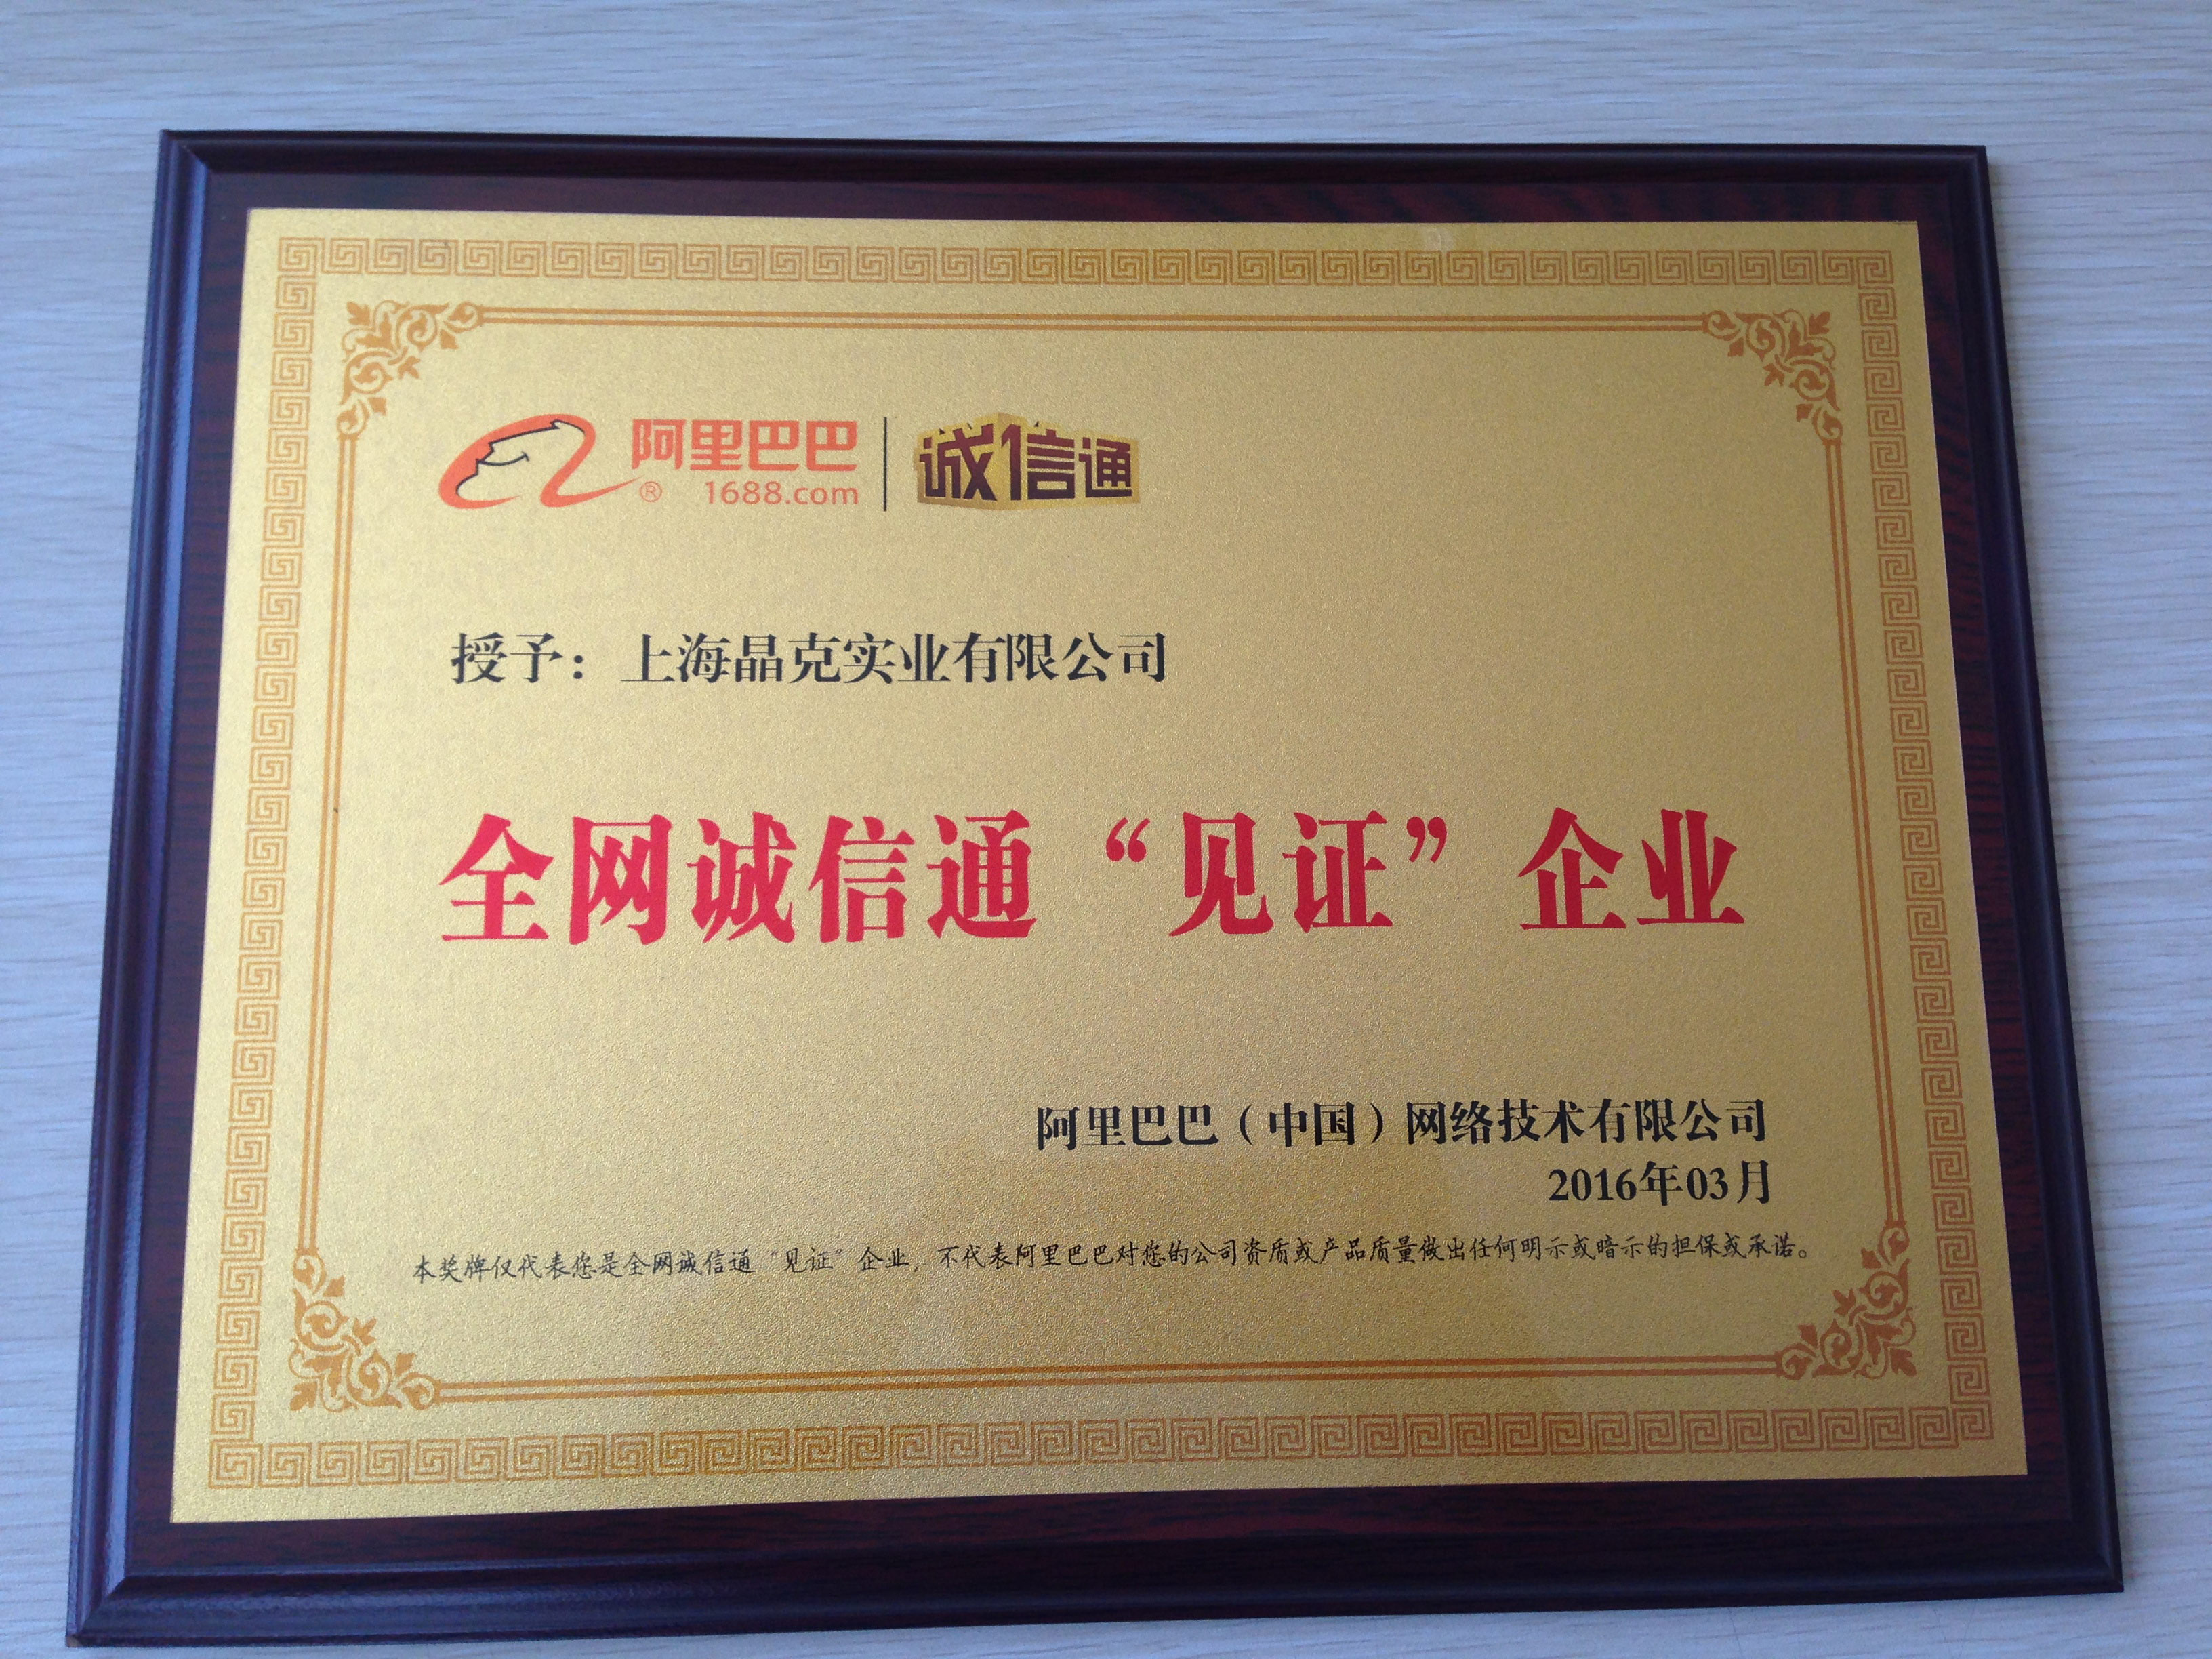 阿里巴巴 诚信通
® 1688.com
授予：上海晶克实业有限公司
全网诚信通“见证”企业
阿里巴巴（中国）网络技术有限公司
2016年03月
本奖牌仅代表您是全网诚信通“见证”企业，不代表阿里巴巴对您的公司资质或产品质量做出任何明示或暗示的担保或承诺。